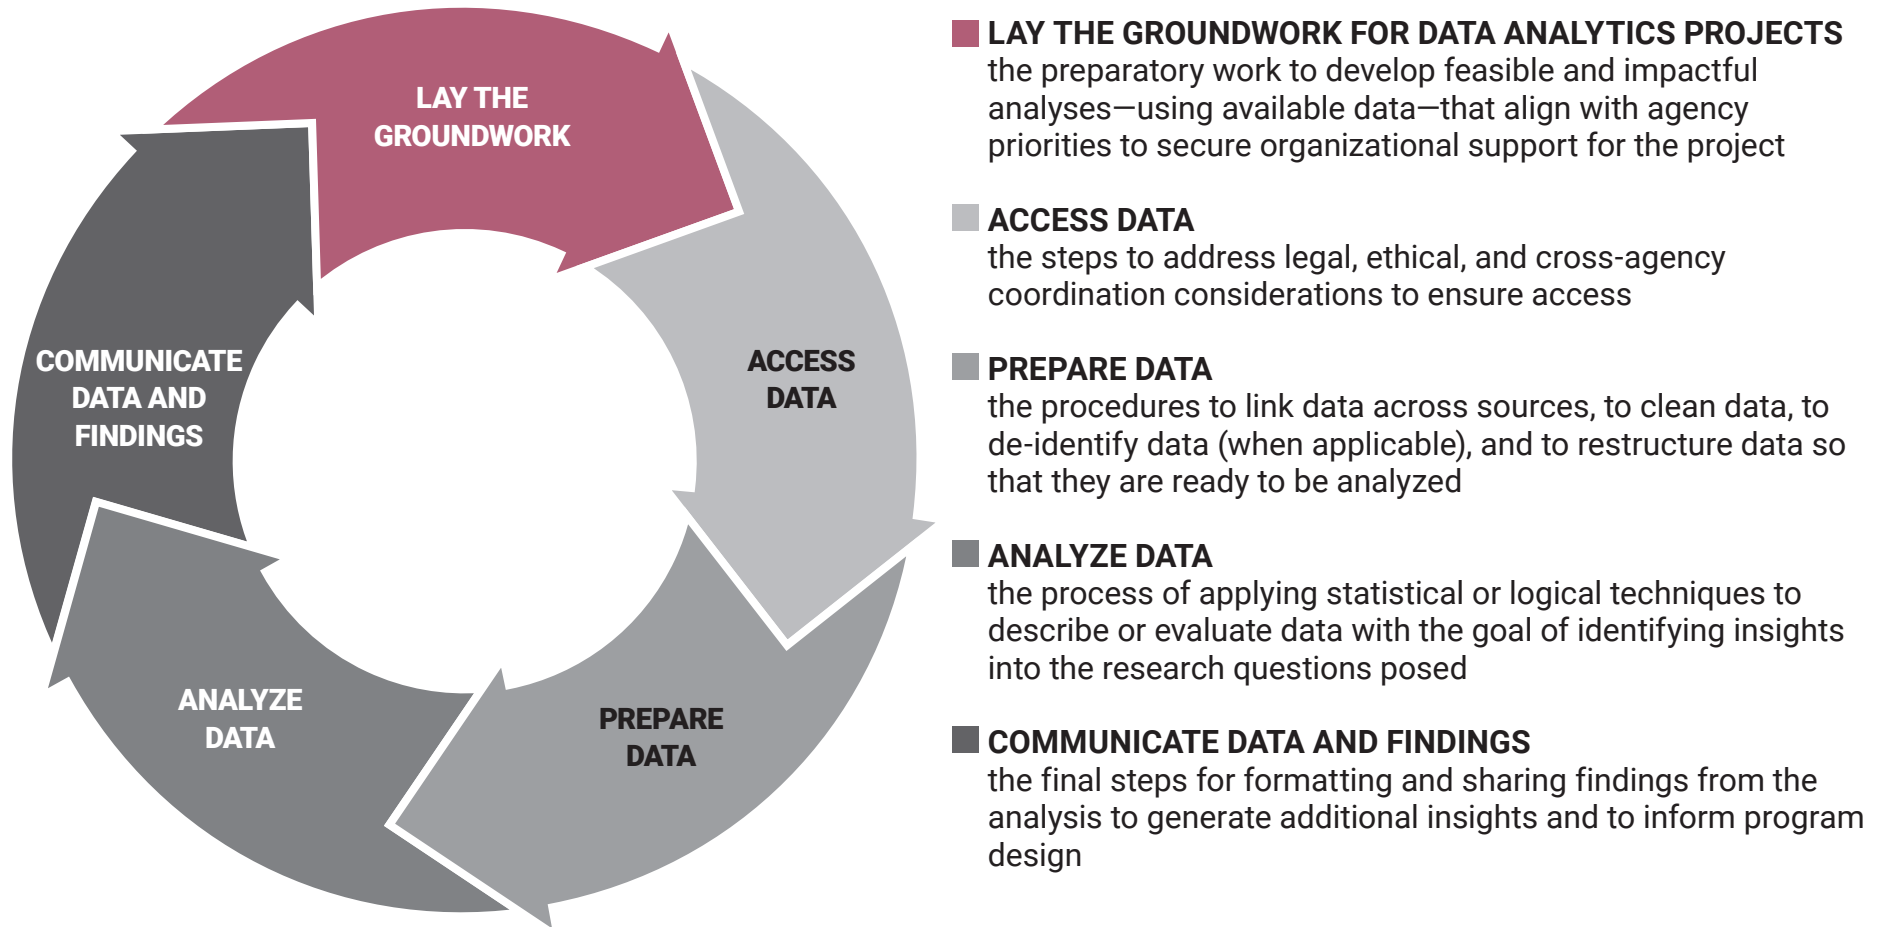 LAY THE
GROUNDWORK
ACCESS
DATA
PREPARE
DATA
ANALYZE
DATA
COMMUNICATE
DATA AND
FINDINGS
LAY THE GROUNDWORK FOR DATA ANALYTICS PROJECTS
the preparatory work to develop feasible and impactful
analyses—using available data—that align with agency
priorities to secure organizational support for the project
ACCESS DATA
the steps to address legal, ethical, and cross-agency
coordination considerations to ensure access
PREPARE DATA
the procedures to link data across sources, to clean data, to
de-identify data (when applicable), and to restructure data so
that they are ready to be analyzed
ANALYZE DATA
the process of applying statistical or logical techniques to
describe or evaluate data with the goal of identifying insights
into the research questions posed
COMMUNICATE DATA AND FINDINGS
the final steps for formatting and sharing findings from the
analysis to generate additional insights and to inform program
design